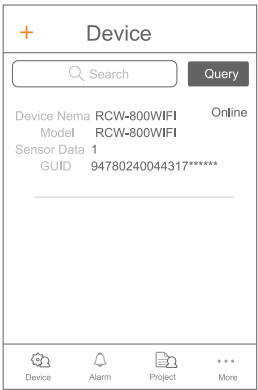 + Device
Search Query
Device Nema RCW-800WIFI Online
Model RCW-800WIFI
Sensor Data 1
GUID 94780240044317******
Device Alarm Project More